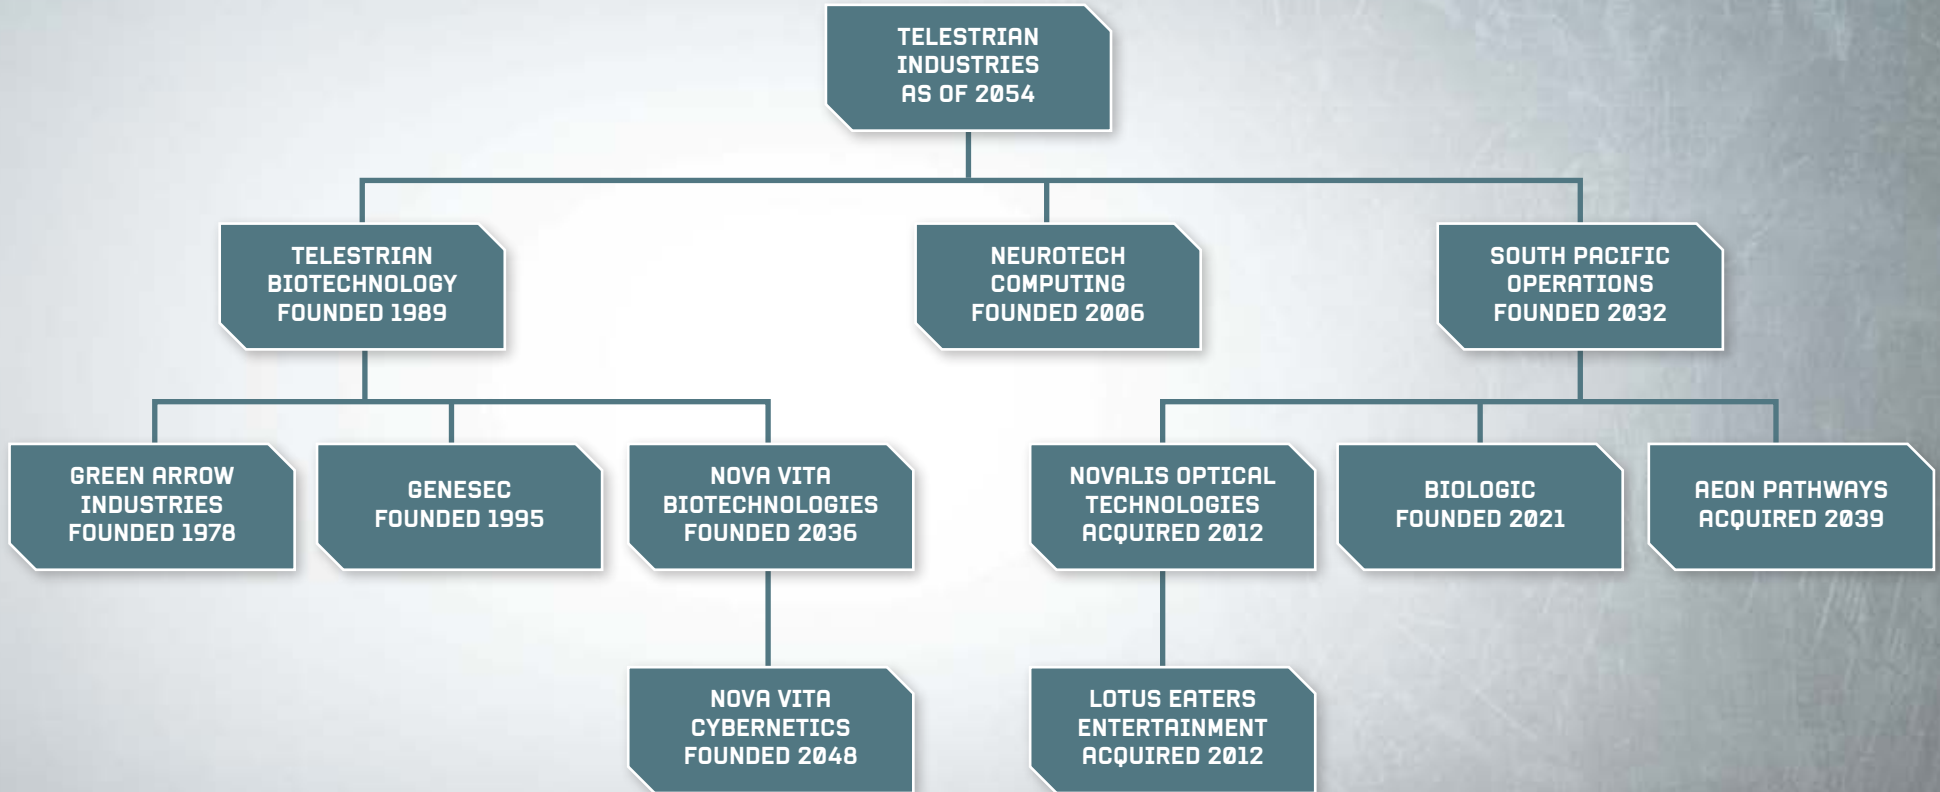 TELESTRIAN
INDUSTRIES
AS OF 2054
TELESTRIAN
BIOTECHNOLOGY
FOUNDED 1989
NEUROTECH
COMPUTING
FOUNDED 2006
SOUTH PACIFIC
OPERATIONS
FOUNDED 2032
GREEN ARROW
INDUSTRIES
FOUNDED 1978
GENESEC
FOUNDED 1995
NOVA VITA
BIOTECHNOLOGIES
FOUNDED 2036
NOVALIS OPTICAL
TECHNOLOGIES
ACQUIRED 2012
BIOLOGIC
FOUNDED 2021
AEON PATHWAYS
ACQUIRED 2039
NOVA VITA
CYBERNETICS
FOUNDED 2048
LOTUS EATERS
ENTERTAINMENT
ACQUIRED 2012